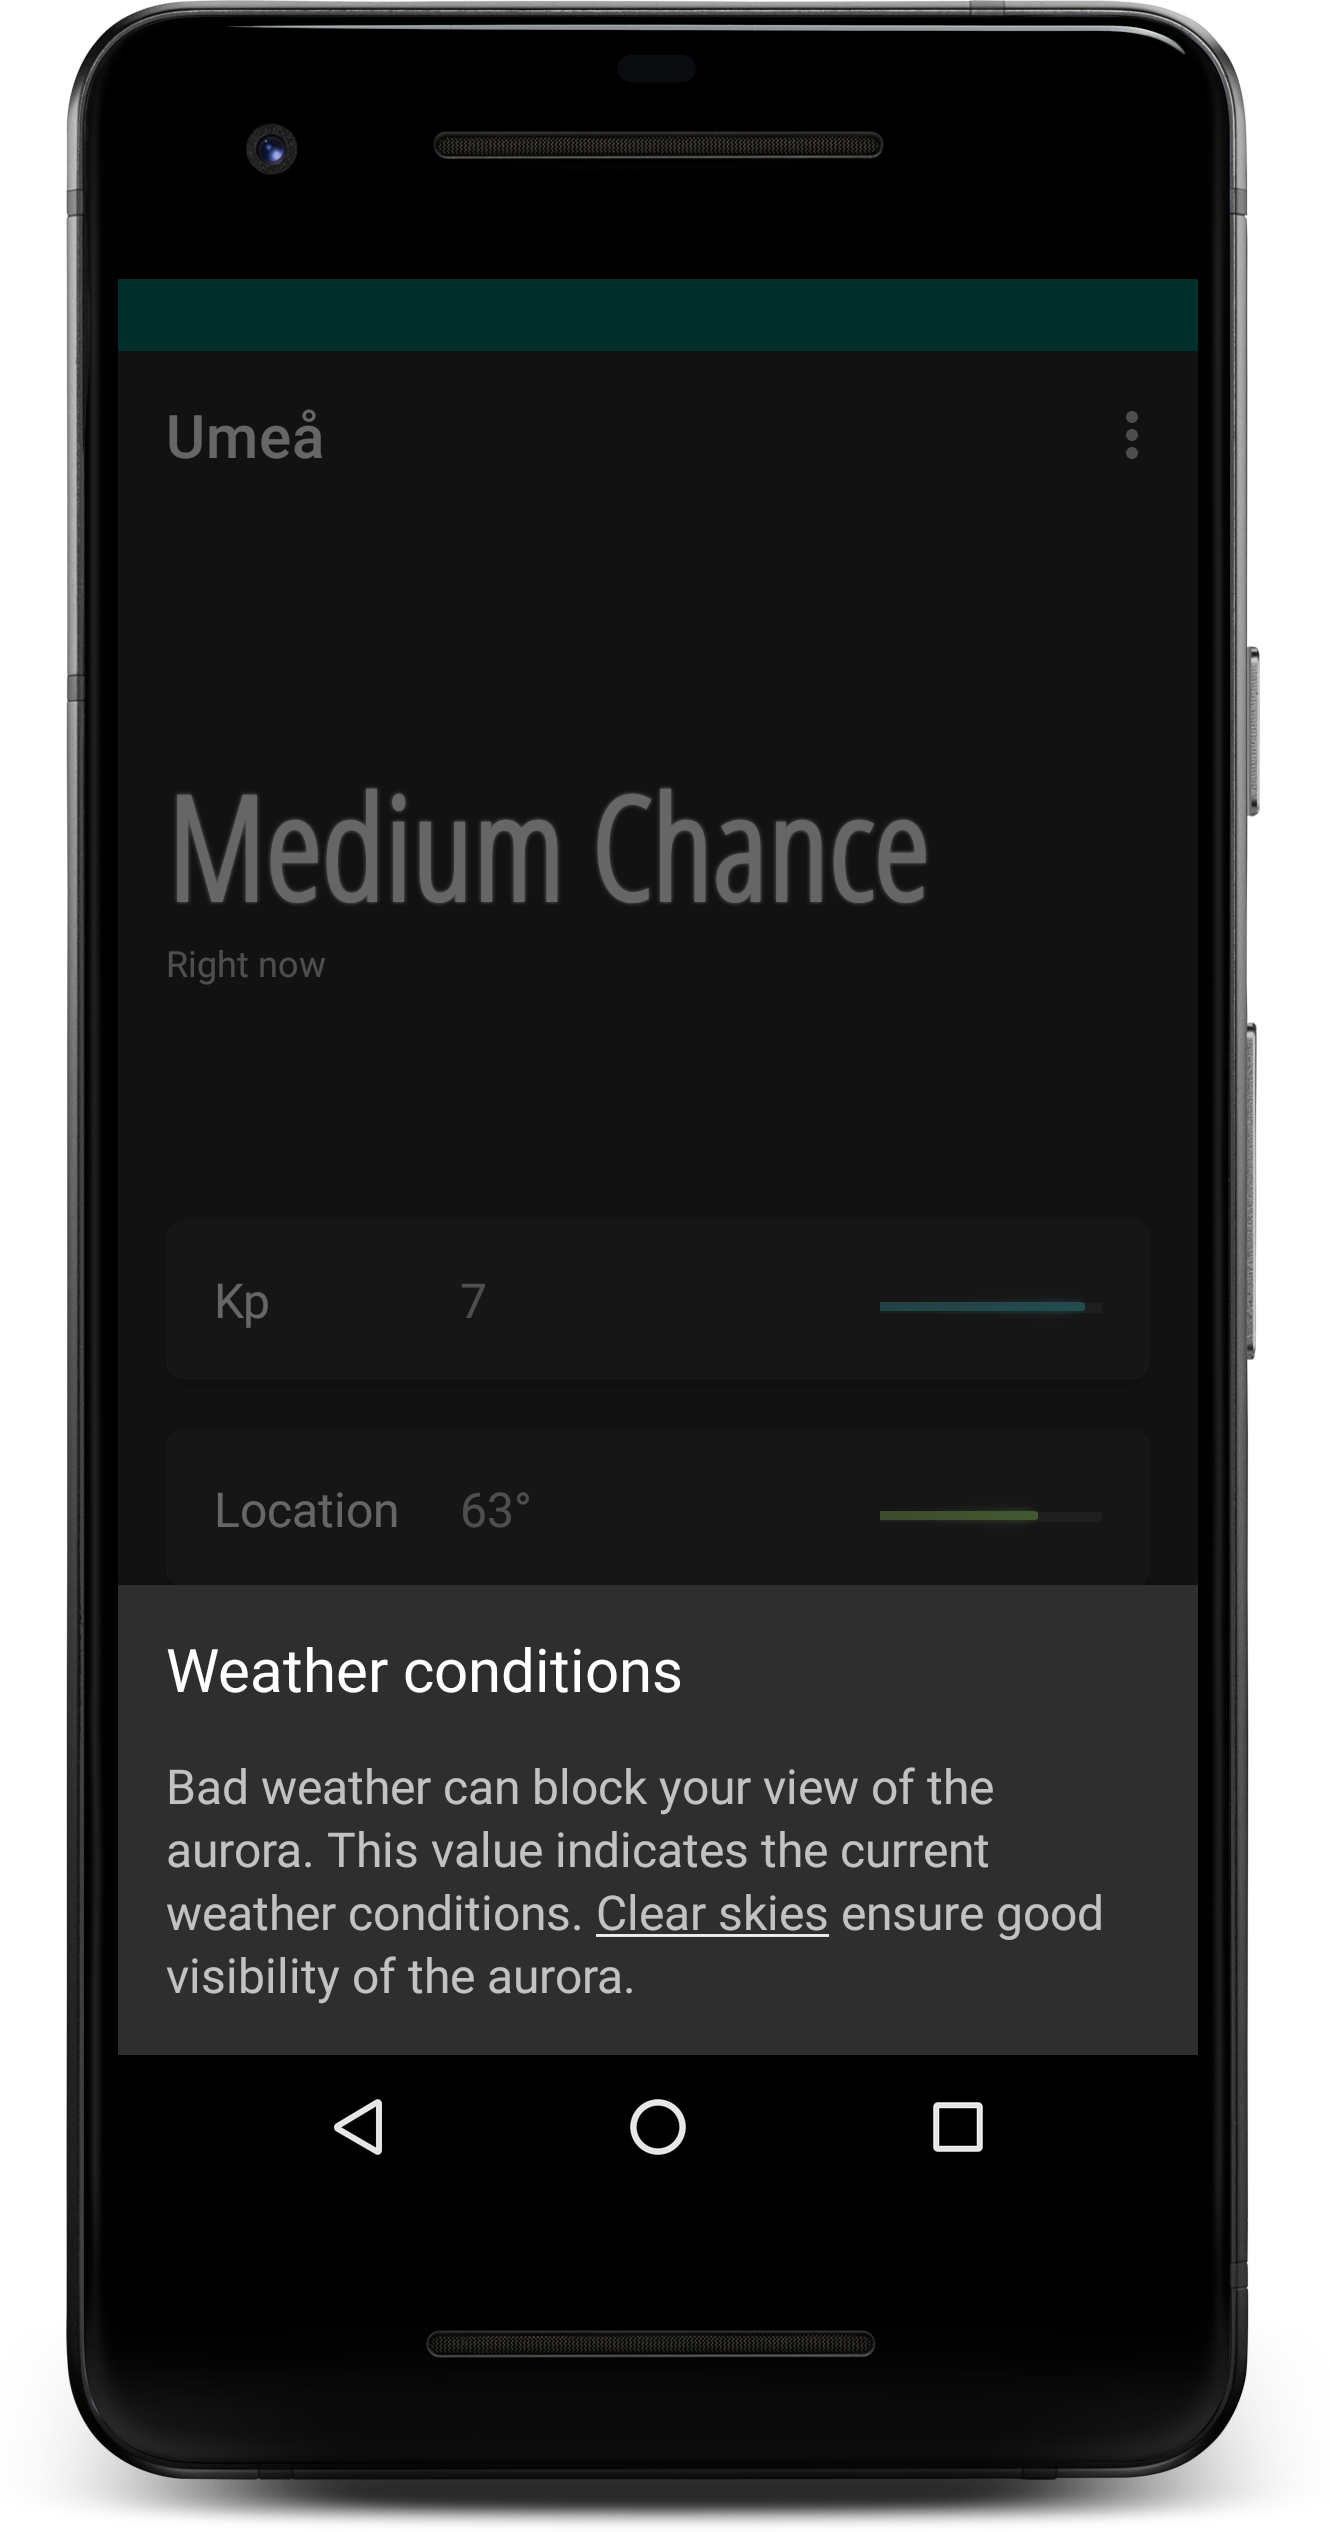 Umeå
Medium Chance
Right now
Kp 7
Location 63°
Weather conditions
Bad weather can block your view of the
aurora. This value indicates the current
weather conditions. Clear skies ensure good
visibility of the aurora.